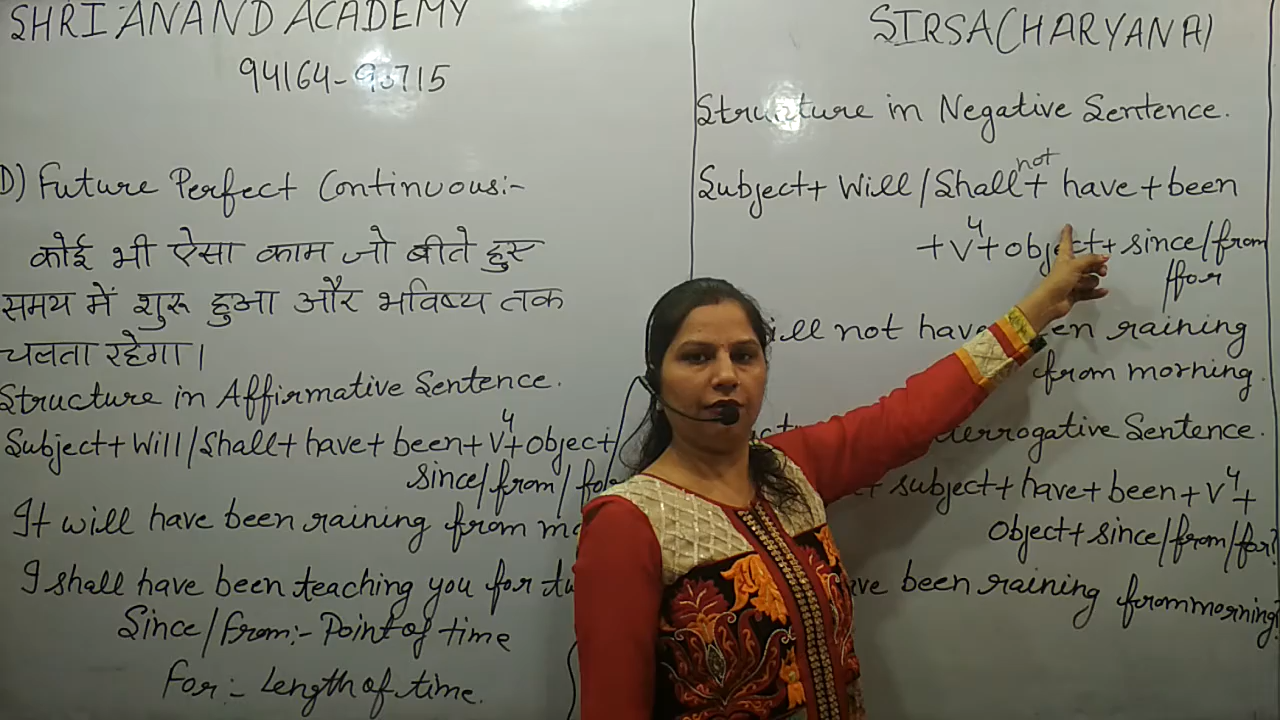 SHRI ANAND ACADEMY
94164-90715
D) Future Perfect Continuous:-
कोई भी ऐसा काम जो बीते हुए
समय में शुरू हुआ और भविष्य तक
चलता रहेगा।
Structure in Affirmative Sentence.
Subject+ Will/Shall+ have+ been+ V4+ object/
since/from/for
It will have been raining from
I shall have been teaching you for
Since/From:- Point of time
For:- Length of time.
SIRSA(HARYANA)
Structure in Negative Sentence.
not
Subject+ Will/Shall+ have+been
+V4+ object+ since/from
/for
will not have been raining
from morning.
Interrogative Sentence.
+ subject+ have+ been+V4+
Object+ since/from/for?
have been raining from morning?